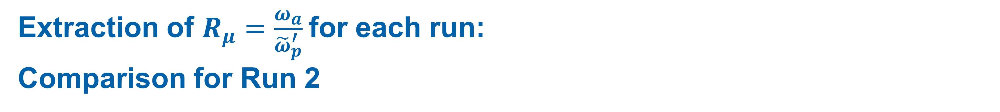 Extraction of R_μ = ω_a / ω̃'_p for each run:
Comparison for Run 2